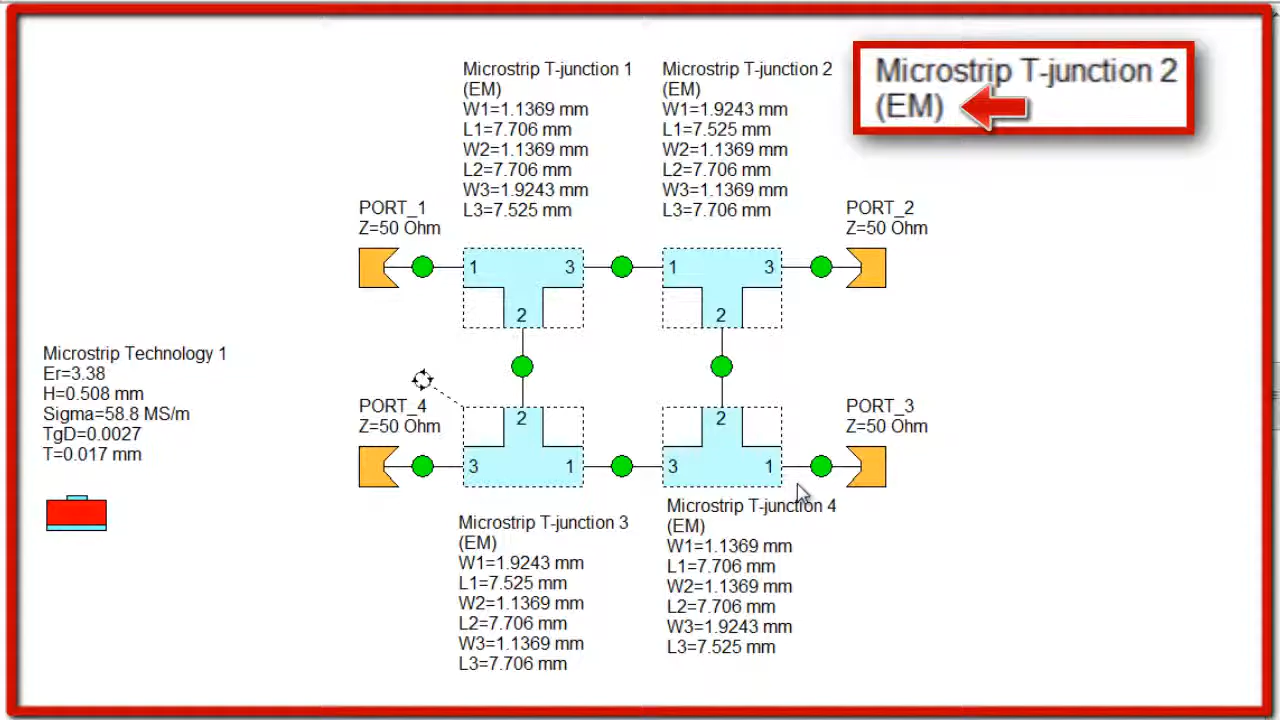 Microstrip T-junction 1
(EM)
W1=1.1369 mm
L1=7.706 mm
W2=1.1369 mm
L2=7.706 mm
W3=1.9243 mm
L3=7.525 mm
Microstrip T-junction 2
(EM)
W1=1.9243 mm
L1=7.525 mm
W2=1.1369 mm
L2=7.706 mm
W3=1.1369 mm
L3=7.706 mm
Microstrip T-junction 2
(EM)
PORT_1
Z=50 Ohm
PORT_2
Z=50 Ohm
1 3
2
1 3
2
Microstrip Technology 1
Er=3.38
H=0.508 mm
Sigma=58.8 MS/m
TgD=0.0027
T=0.017 mm
PORT_4
Z=50 Ohm
PORT_3
Z=50 Ohm
2
3 1
2
3 1
Microstrip T-junction 3
(EM)
W1=1.9243 mm
L1=7.525 mm
W2=1.1369 mm
L2=7.706 mm
W3=1.1369 mm
L3=7.706 mm
Microstrip T-junction 4
(EM)
W1=1.1369 mm
L1=7.706 mm
W2=1.1369 mm
L2=7.706 mm
W3=1.9243 mm
L3=7.525 mm